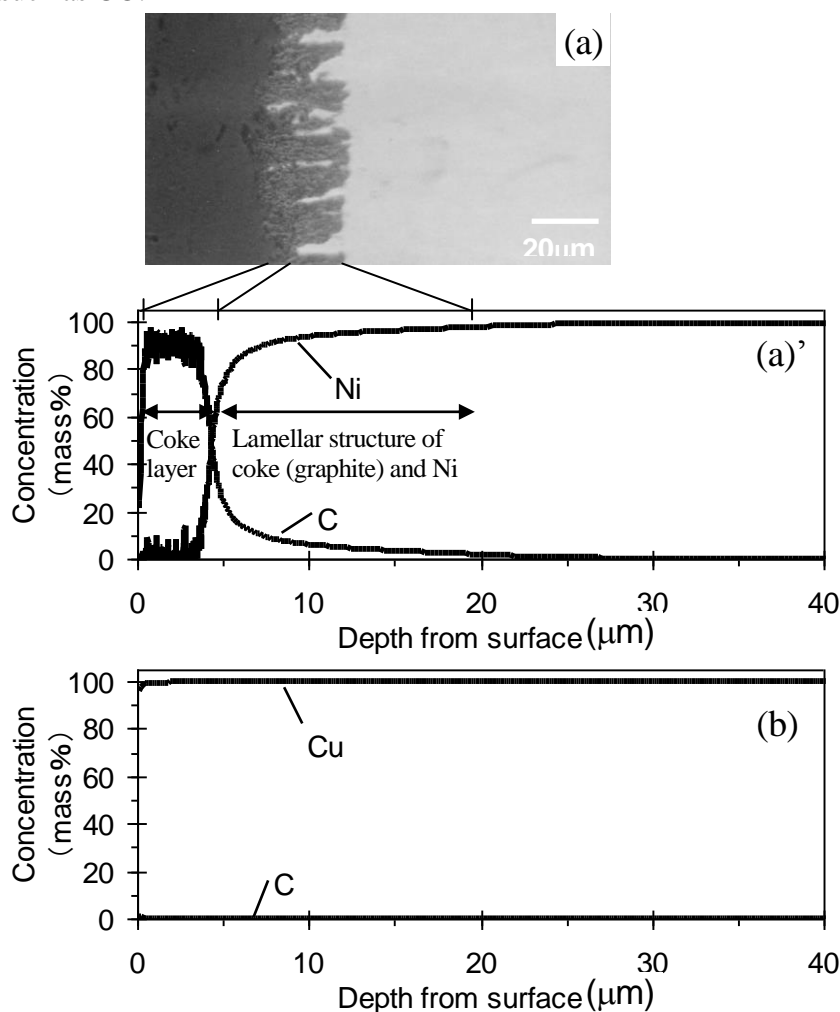 (a)
20μm
100
80
60
40
20
0
Concentration
(mass%)
(a)’
Ni
Coke
layer
Lamellar structure of
coke (graphite) and Ni
C
0 10 20 30 40
Depth from surface(μm)
100
80
60
40
20
0
Concentration
(mass%)
(b)
Cu
C
0 10 20 30 40
Depth from surface(μm)